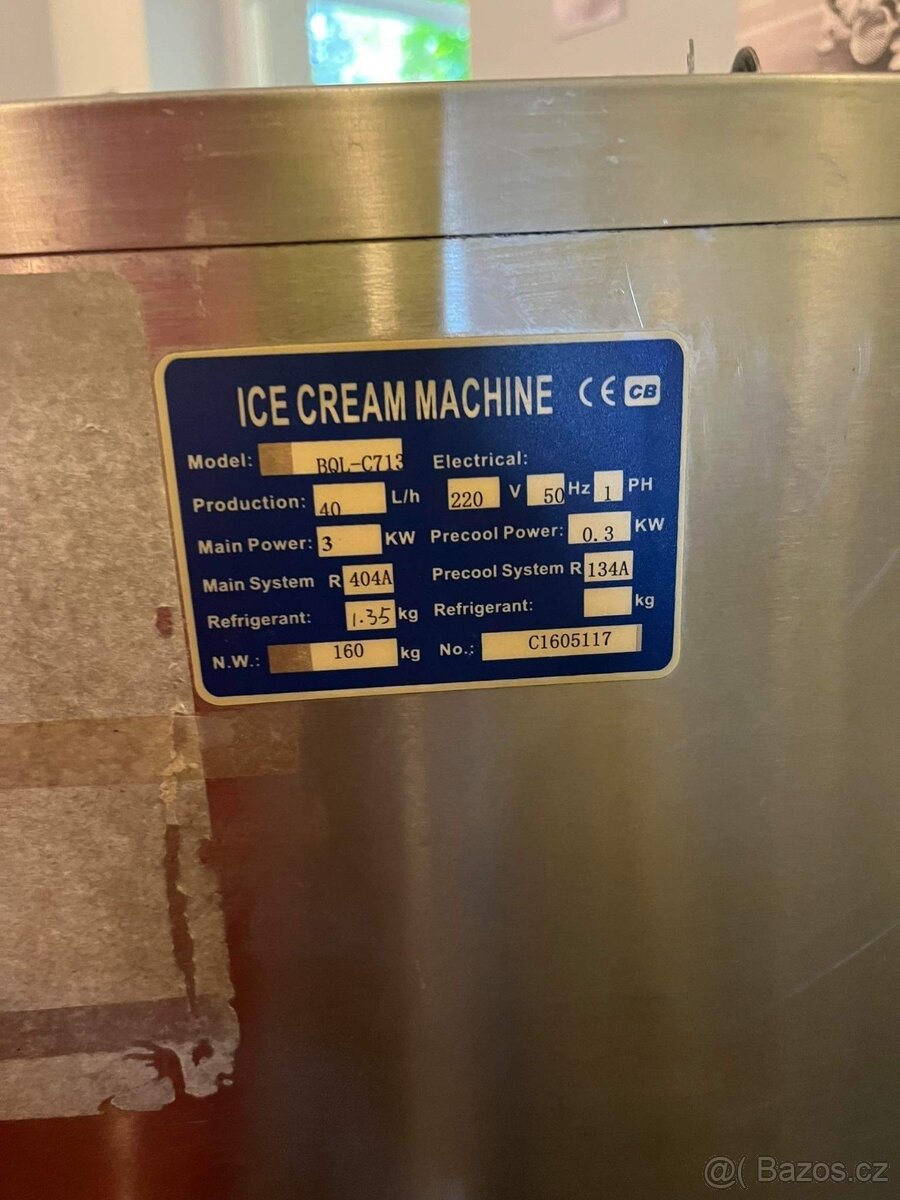 ICE CREAM MACHINE CE CB
Model: BQL-C713 Electrical:
Production: 40 L/h 220 V 50 Hz 1 PH
Main Power: 3 KW Precool Power: 0.3 KW
Main System R 404A Precool System R 134A
Refrigerant: 1.35 kg Refrigerant: kg
N.W.: 160 kg No.: C1605117
@( Bazos.cz